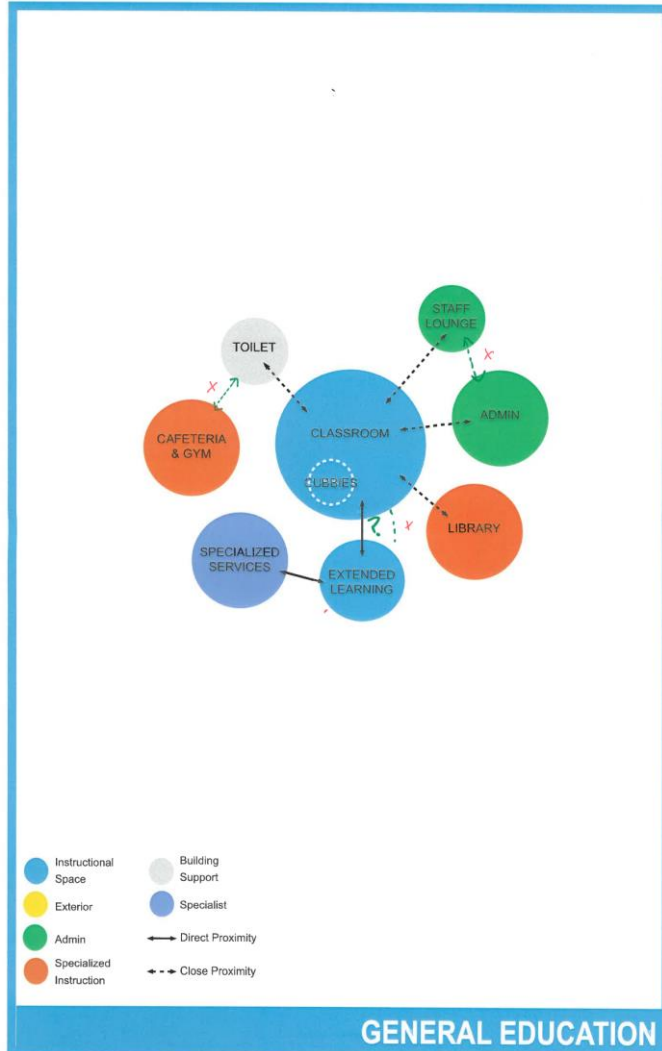 STAFF
LOUNGE
TOILET
ADMIN
CLASSROOM
CAFETERIA
& GYM
CUBBIES
?
x
x
x
LIBRARY
SPECIALIZED
SERVICES
EXTENDED
LEARNING
Instructional
Space
Building
Support
Exterior
Specialist
Admin
Direct Proximity
Specialized
Instruction
Close Proximity
GENERAL EDUCATION